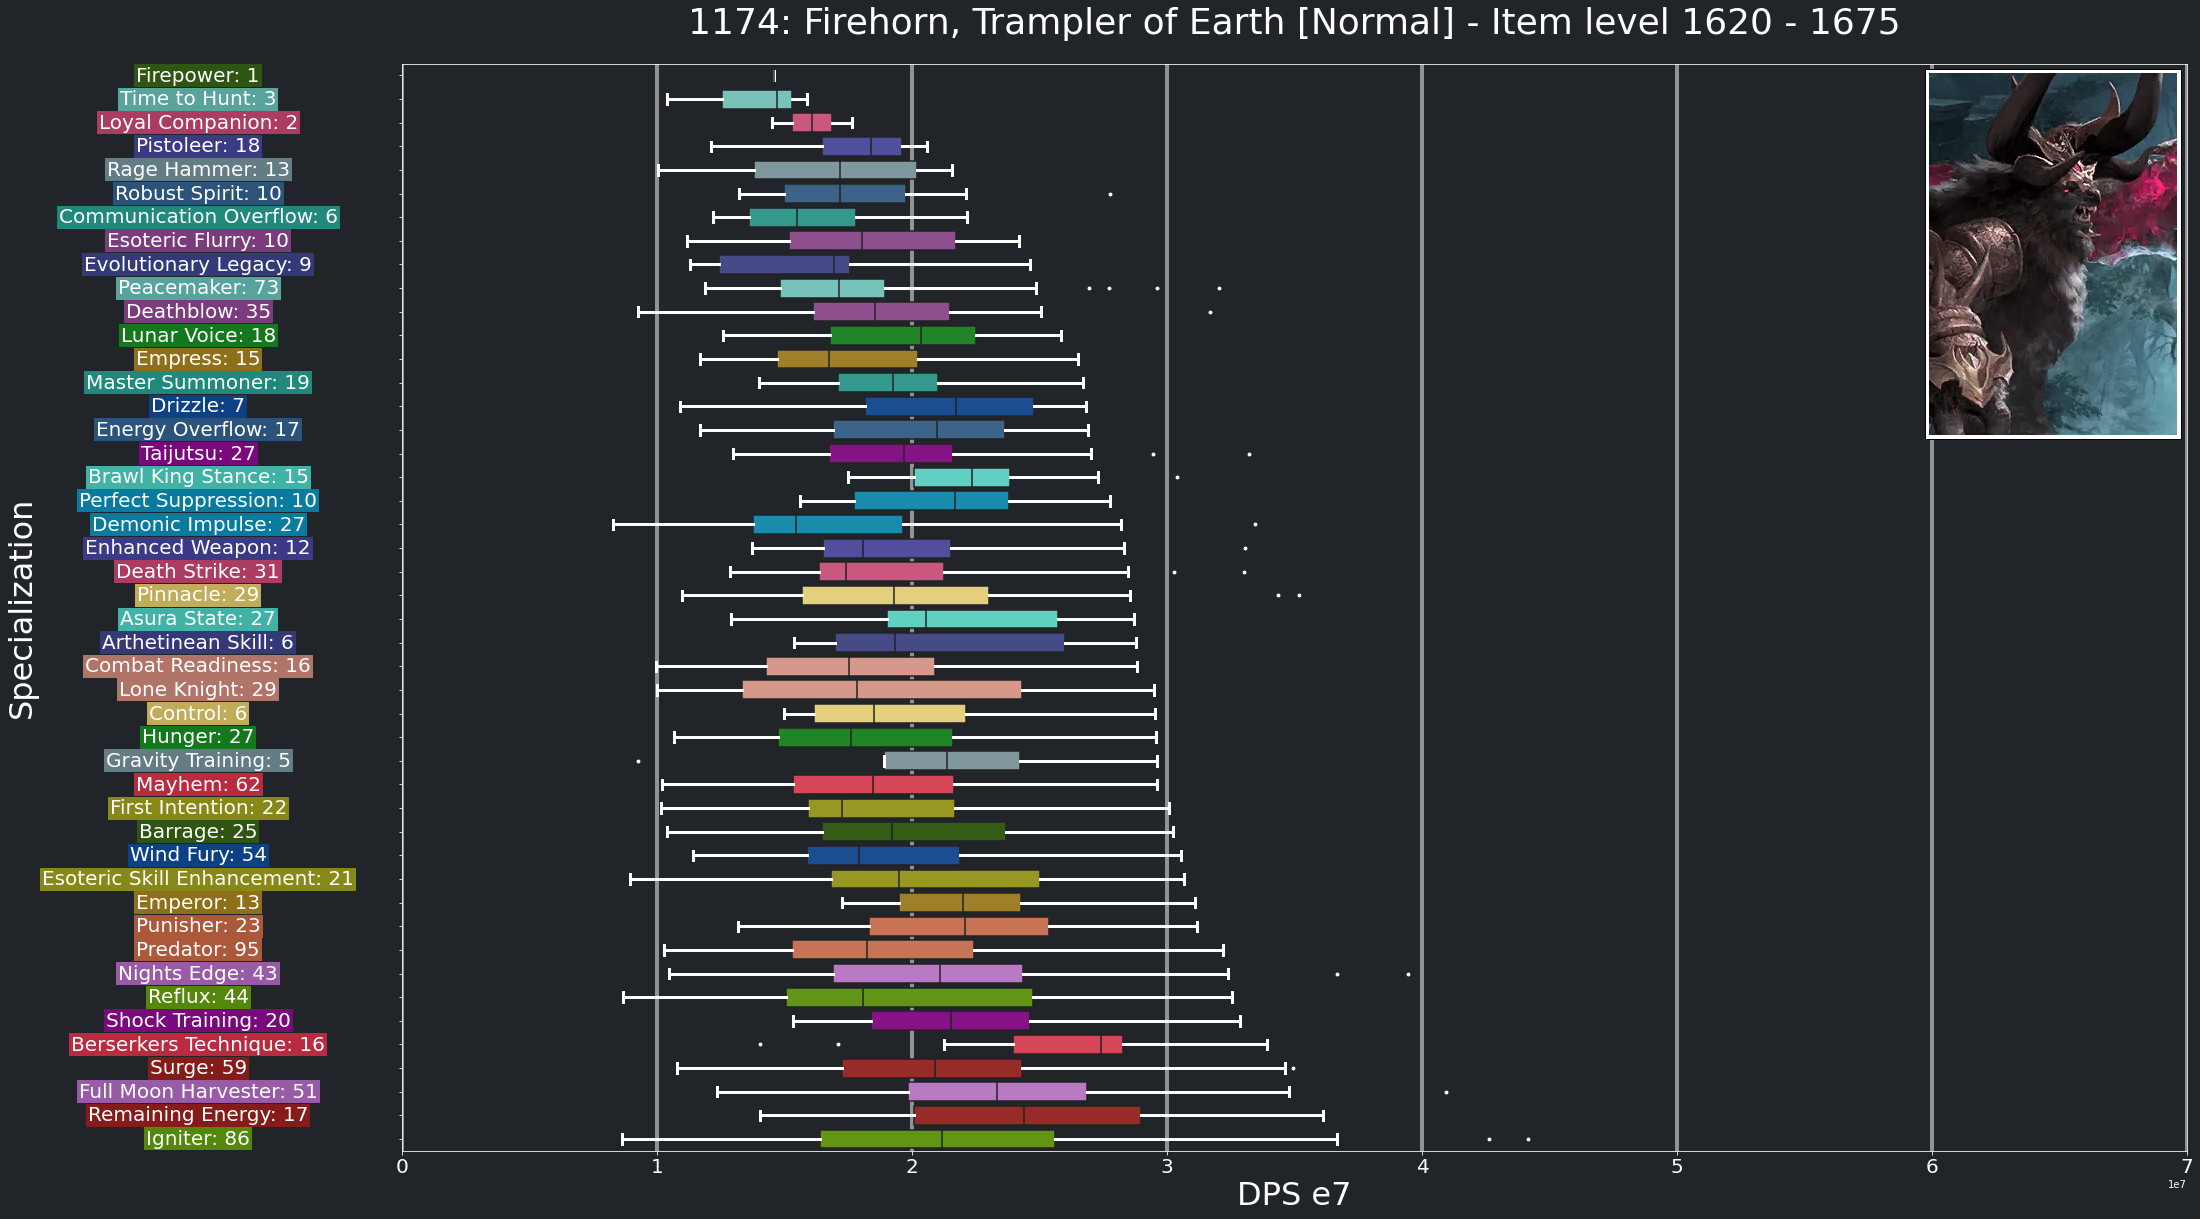 1174: Firehorn, Trampler of Earth [Normal] - Item level 1620 - 1675
Specialization
Firepower: 1
Time to Hunt: 3
Loyal Companion: 2
Pistoleer: 18
Rage Hammer: 13
Robust Spirit: 10
Communication Overflow: 6
Esoteric Flurry: 10
Evolutionary Legacy: 9
Peacemaker: 73
Deathblow: 35
Lunar Voice: 18
Empress: 15
Master Summoner: 19
Drizzle: 7
Energy Overflow: 17
Taijutsu: 27
Brawl King Stance: 15
Perfect Suppression: 10
Demonic Impulse: 27
Enhanced Weapon: 12
Death Strike: 31
Pinnacle: 29
Asura State: 27
Arthetinean Skill: 6
Combat Readiness: 16
Lone Knight: 29
Control: 6
Hunger: 27
Gravity Training: 5
Mayhem: 62
First Intention: 22
Barrage: 25
Wind Fury: 54
Esoteric Skill Enhancement: 21
Emperor: 13
Punisher: 23
Predator: 95
Nights Edge: 43
Reflux: 44
Shock Training: 20
Berserkers Technique: 16
Surge: 59
Full Moon Harvester: 51
Remaining Energy: 17
Igniter: 86
0 1 2 3 4 5 6 7
1e7
DPS e7